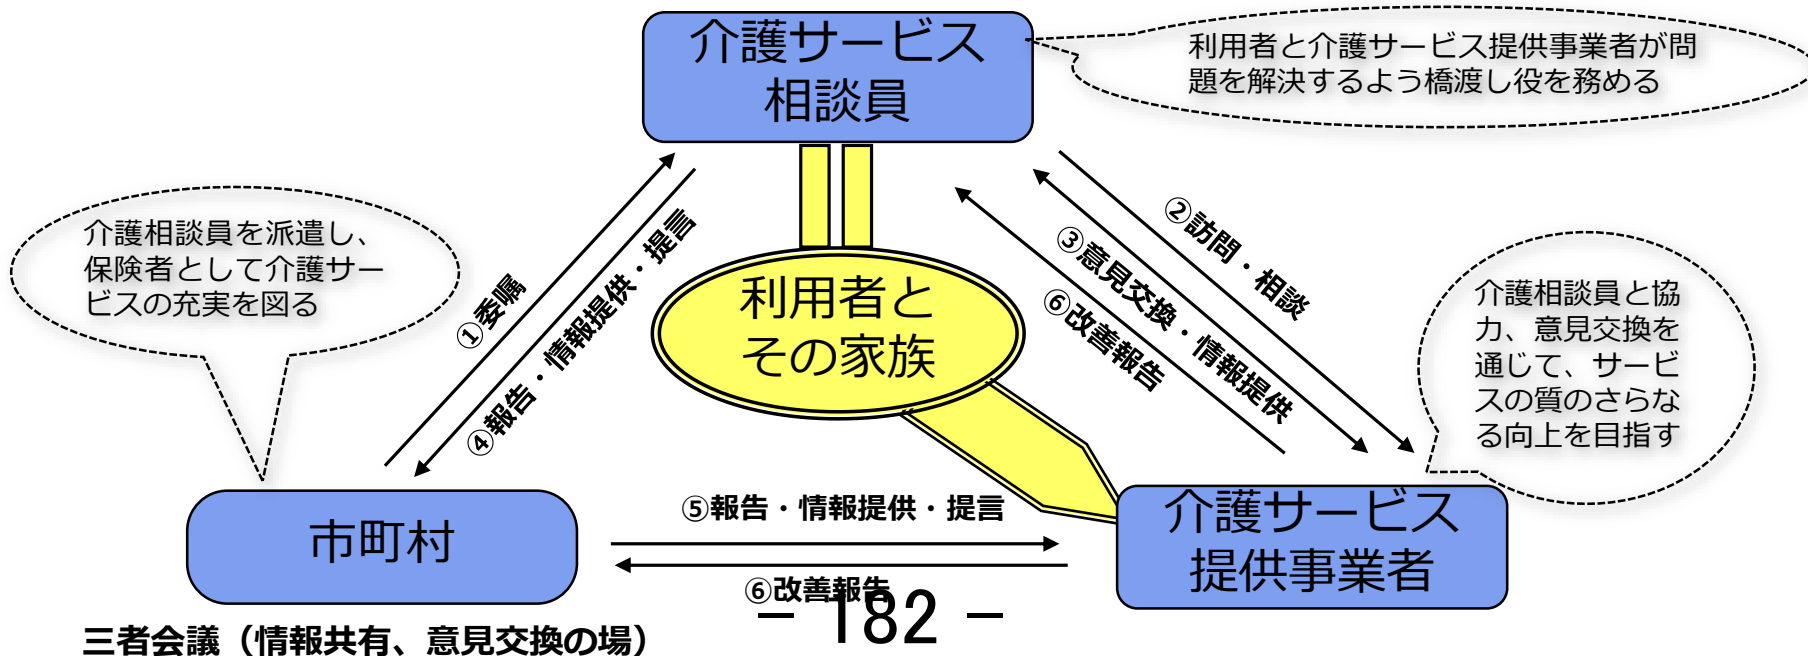 介護サービス
相談員
利用者と介護サービス提供事業者が問
題を解決するよう橋渡し役を務める
介護相談員を派遣し、
保険者として介護サー
ビスの充実を図る
①委嘱
④報告・情報提供・提言
利用者と
その家族
②訪問・相談
③意見交換・情報提供
⑥改善報告
介護相談員と協
力、意見交換を
通じて、サービ
スの質のさらな
る向上を目指す
市町村
⑤報告・情報提供・提言
⑥改善報告
介護サービス
提供事業者
三者会議（情報共有、意見交換の場）
－ 182 －